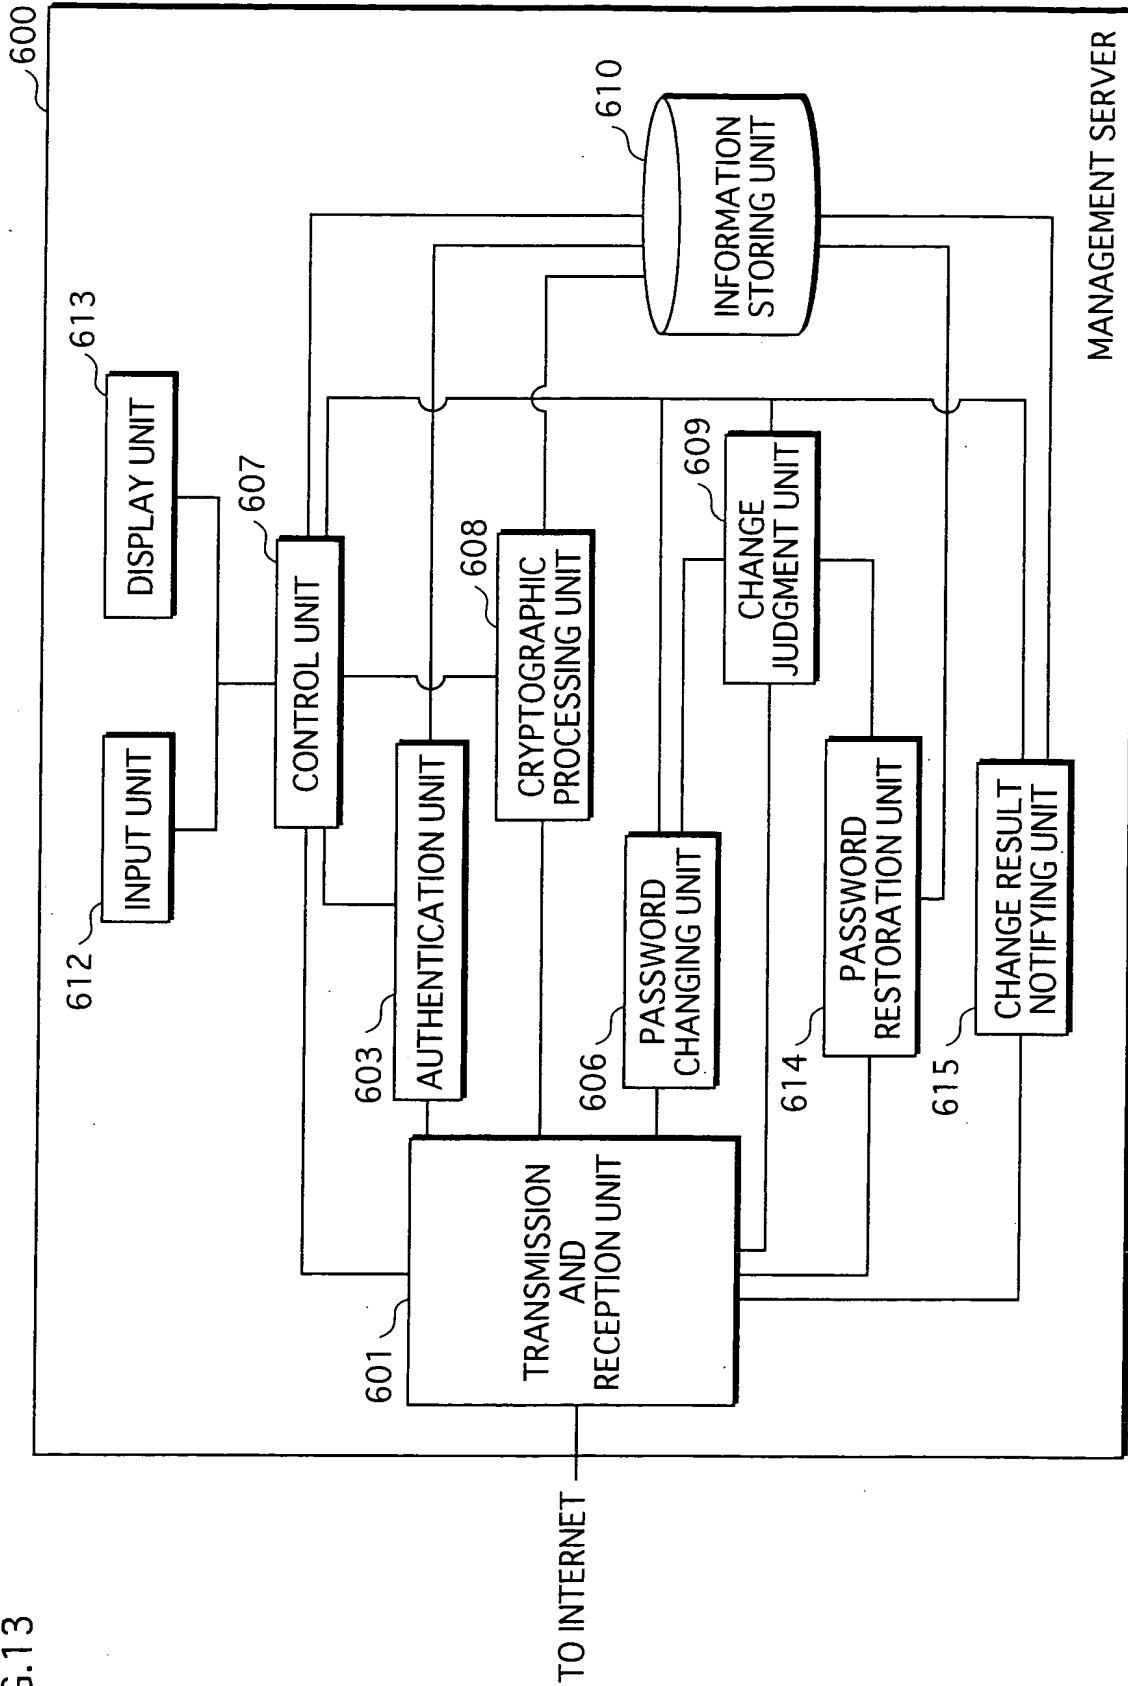 G.13
600
612
INPUT UNIT
DISPLAY UNIT
613
CONTROL UNIT
607
603
AUTHENTICATION UNIT
CRYPTOGRAPHIC
PROCESSING UNIT
608
601
TRANSMISSION
AND
RECEPTION UNIT
TO INTERNET
606
PASSWORD
CHANGING UNIT
CHANGE
JUDGMENT UNIT
609
INFORMATION
STORING UNIT
610
614
PASSWORD
RESTORATION UNIT
615
CHANGE RESULT
NOTIFYING UNIT
MANAGEMENT SERVER